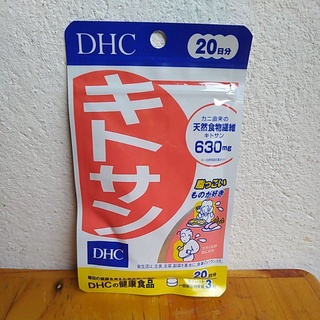 DHC
20日分
キトサン
カニ由来の
天然食物繊維
キトサン
630mg
脂っこい
ものが好き
DHC
20日分
DHCの健康食品